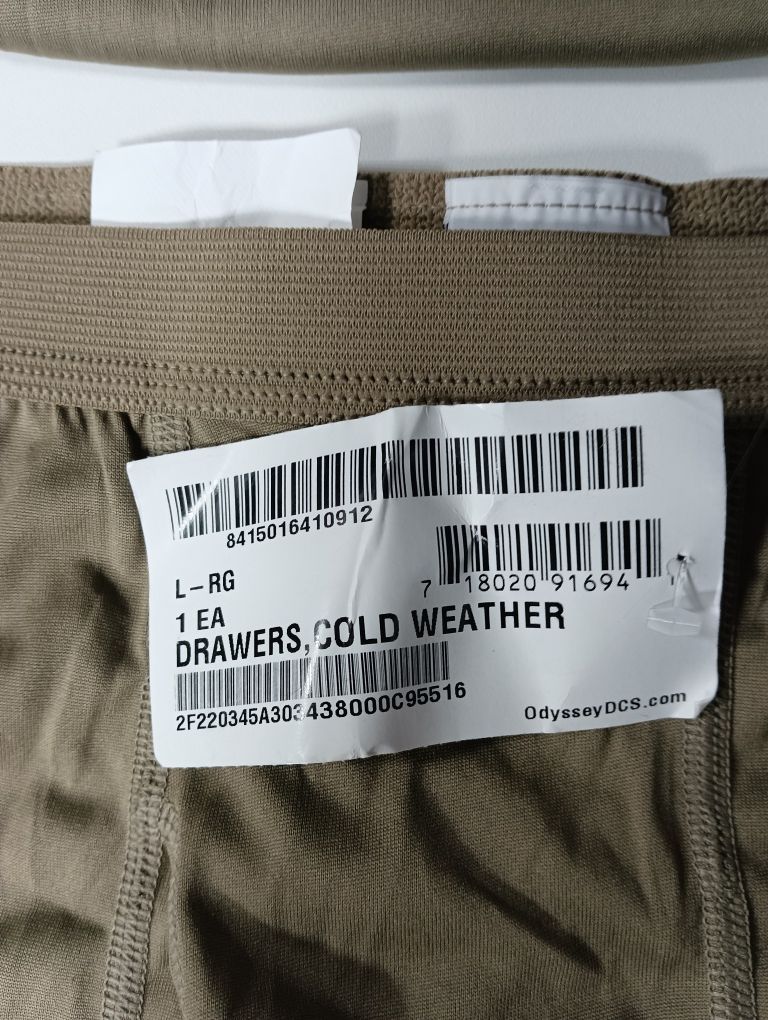 8415016410912
L-RG
7 18020 91694
1 EA
DRAWERS,COLD WEATHER
2F220345A303438000C95516
OdysseyDCS.com